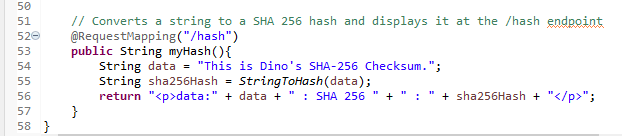 50
51 // Converts a string to a SHA 256 hash and displays it at the /hash endpoint
52 @RequestMapping("/hash")
53 public String myHash(){
54 String data = "This is Dino's SHA-256 Checksum.";
55 String sha256Hash = StringToHash(data);
56 return "<p>data:" + data + " : SHA 256 " + " : " + sha256Hash + "</p>";
57 }
58 }